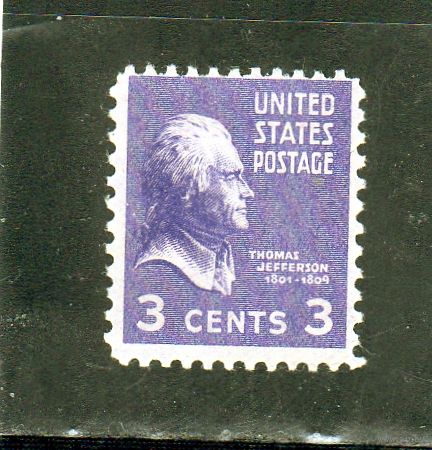 UNITED
STATES
POSTAGE
THOMAS
JEFFERSON
1801-1809
3 CENTS 3